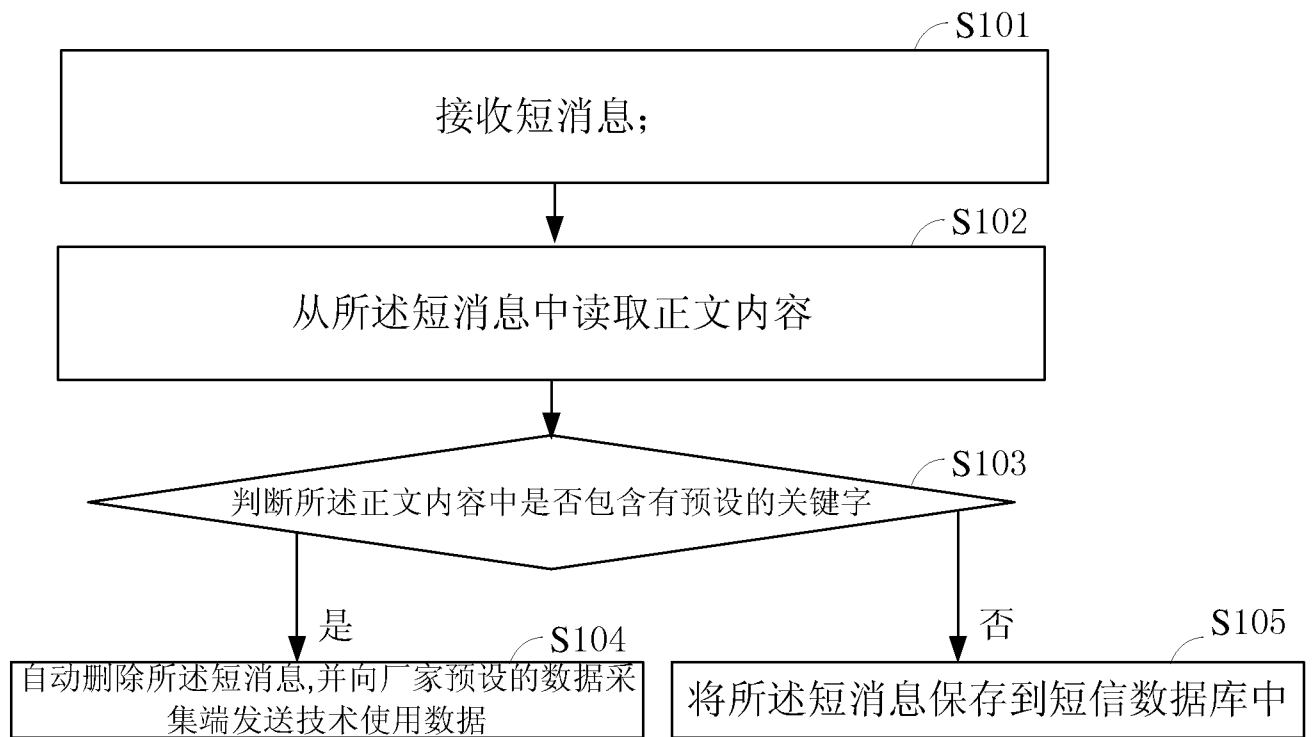 S101
接收短消息；
S102
从所述短消息中读取正文内容
S103
判断所述正文内容中是否包含有预设的关键字
是
否
S104
自动删除所述短消息,并向厂家预设的数据采
集端发送技术使用数据
S105
将所述短消息保存到短信数据库中